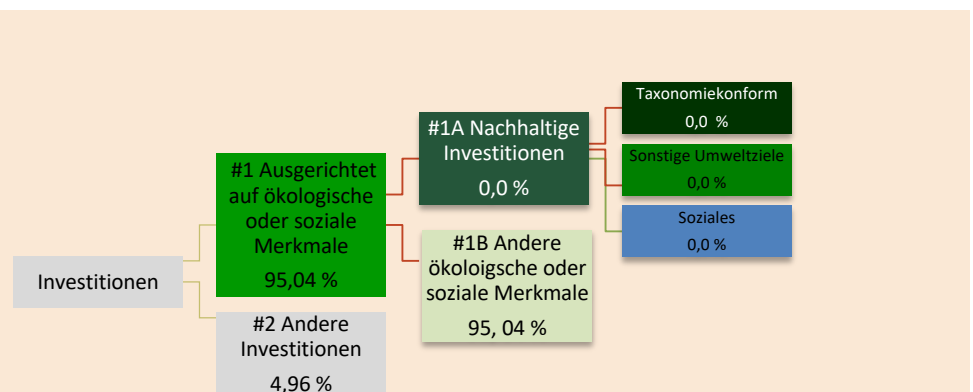 Investitionen
#1 Ausgerichtet
auf ökologische
oder soziale
Merkmale
95,04 %
#2 Andere
Investitionen
4,96 %
#1A Nachhaltige
Investitionen
0,0 %
#1B Andere
ökoloigsche oder
soziale Merkmale
95, 04 %
Taxonomiekonform
0,0 %
Sonstige Umweltziele
0,0 %
Soziales
0,0 %